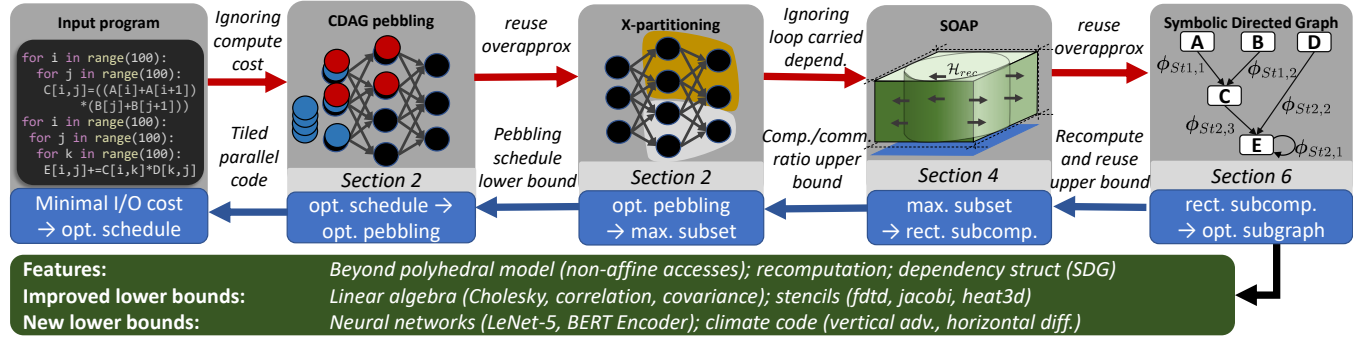 Input program
for i in range(100):
for j in range(100):
C[i,j]=((A[i]+A[i+1])
*(B[j]+B[j+1]))
for i in range(100):
for j in range(100):
for k in range(100):
E[i,j]+=C[i,k]*D[k,j]
Minimal I/O cost
→ opt. schedule
Ignoring
compute
cost
Tiled
parallel
code
CDAG pebbling
Section 2
opt. schedule →
opt. pebbling
reuse
overapprox
Pebbling
schedule
lower bound
X-partitioning
Section 2
opt. pebbling
→ max. subset
Ignoring
loop carried
depend.
Comp./comm.
ratio upper
bound
SOAP
ℋrec
Section 4
max. subset
→ rect. subcomp.
reuse
overapprox
Recompute
and reuse
upper bound
Symbolic Directed Graph
A B D
ϕSt1,1 ϕSt1,2
C
ϕSt2,2
ϕSt2,3
E ϕSt2,1
Section 6
rect. subcomp.
→ opt. subgraph
Features: Beyond polyhedral model (non-affine accesses); recomputation; dependency struct (SDG)
Improved lower bounds: Linear algebra (Cholesky, correlation, covariance); stencils (fdtd, jacobi, heat3d)
New lower bounds: Neural networks (LeNet-5, BERT Encoder); climate code (vertical adv., horizontal diff.)